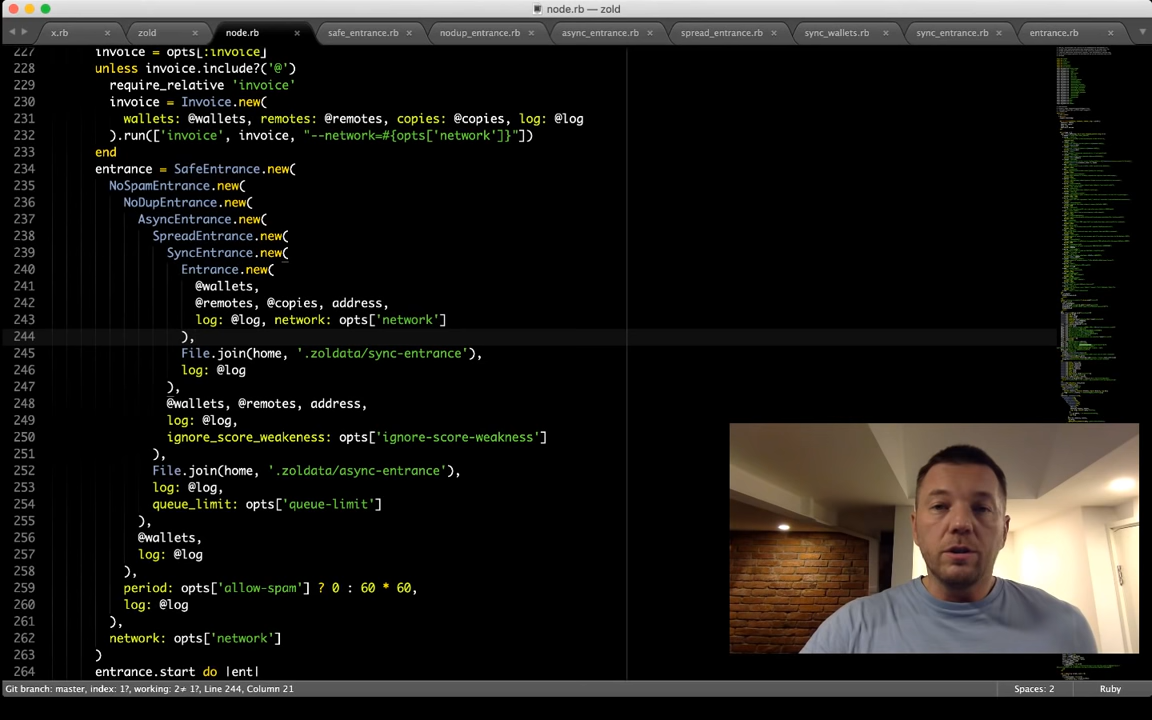 node.rb — zold
x.rb × zold × node.rb × safe_entrance.rb × nodup_entrance.rb × async_entrance.rb × spread_entrance.rb × sync_wallets.rb × sync_entrance.rb × entrance.rb ×
227 invoice = opts[:invoice]
228 unless invoice.include?('@')
229 require_relative 'invoice'
230 invoice = Invoice.new(
231 wallets: @wallets, remotes: @remotes, copies: @copies, log: @log
232 ).run(['invoice', invoice, "--network=#{opts['network']}"])
233 end
234 entrance = SafeEntrance.new(
235 NoSpamEntrance.new(
236 NoDupEntrance.new(
237 AsyncEntrance.new(
238 SpreadEntrance.new(
239 SyncEntrance.new(
240 Entrance.new(
241 @wallets,
242 @remotes, @copies, address,
243 log: @log, network: opts['network']
244 ),
245 File.join(home, '.zoldata/sync-entrance'),
246 log: @log
247 ),
248 @wallets, @remotes, address,
249 log: @log,
250 ignore_score_weakeness: opts['ignore-score-weakness']
251 ),
252 File.join(home, '.zoldata/async-entrance'),
253 log: @log,
254 queue_limit: opts['queue-limit']
255 ),
256 @wallets,
257 log: @log
258 ),
259 period: opts['allow-spam'] ? 0 : 60 * 60,
260 log: @log
261 ),
262 network: opts['network']
263 )
264 entrance.start do |ent|
Git branch: master, index: 1?, working: 2≠ 1?, Line 244, Column 21 Spaces: 2 Ruby